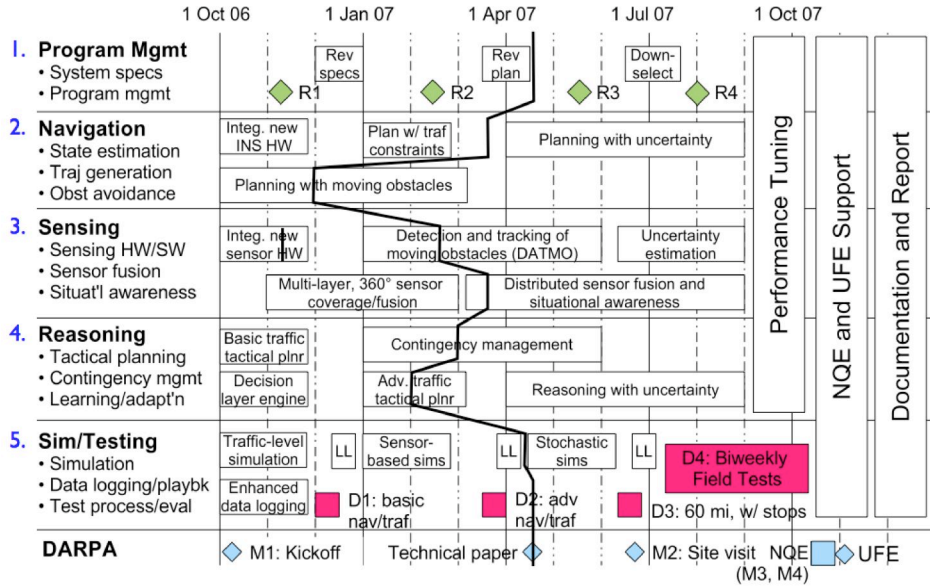 1 Oct 06 1 Jan 07 1 Apr 07 1 Jul 07 1 Oct 07
1. Program Mgmt
• System specs
• Program mgmt
Rev
specs
Rev
plan
Down-
select
R1 R2 R3 R4
2. Navigation
• State estimation
• Traj generation
• Obst avoidance
Integ. new
INS HW
Plan w/ traf
constraints
Planning with uncertainty
Planning with moving obstacles
3. Sensing
• Sensing HW/SW
• Sensor fusion
• Situat'l awareness
Integ. new
sensor HW
Detection and tracking of
moving obstacles (DATMO)
Uncertainty
estimation
Multi-layer, 360° sensor
coverage/fusion
Distributed sensor fusion and
situational awareness
4. Reasoning
• Tactical planning
• Contingency mgmt
• Learning/adapt'n
Basic traffic
tactical plnr
Contingency management
Decision
layer engine
Adv. traffic
tactical plnr
Reasoning with uncertainty
5. Sim/Testing
• Simulation
• Data logging/playbk
• Test process/eval
Traffic-level
simulation
LL
Sensor-
based sims
LL
Stochastic
sims
LL
D4: Biweekly
Field Tests
Enhanced
data logging
D1: basic
nav/traf
D2: adv
nav/traf
D3: 60 mi, w/ stops
Performance Tuning
NQE and UFE Support
Documentation and Report
DARPA
M1: Kickoff
Technical paper
M2: Site visit
NQE
(M3, M4)
UFE